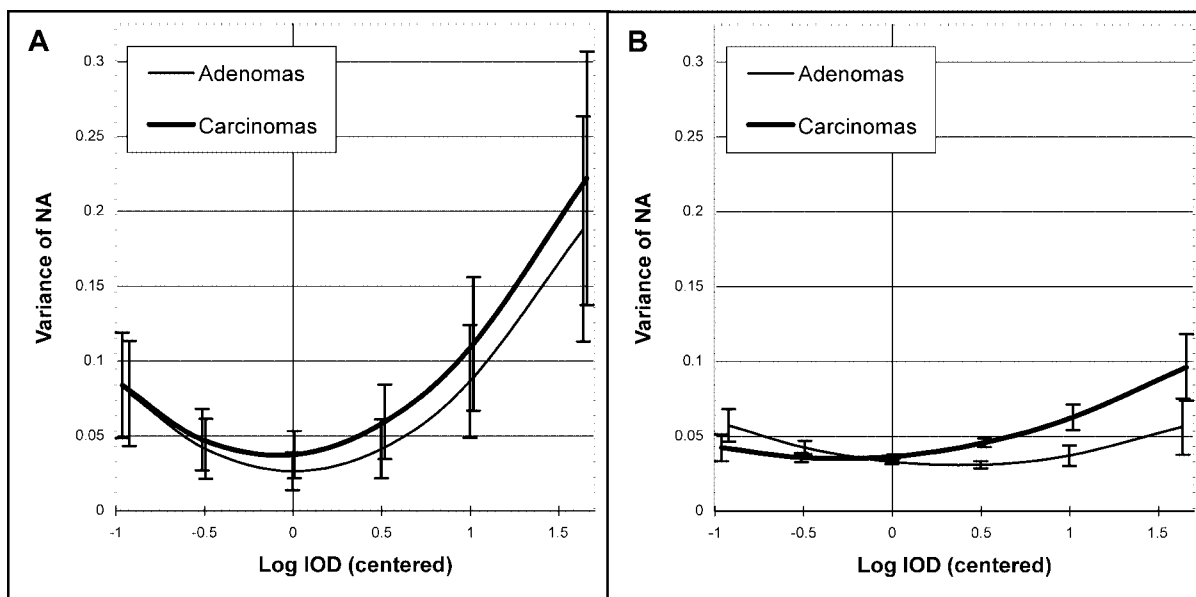 A
Adenomas
Carcinomas
0.3
0.25
0.2
0.15
0.1
0.05
0
Variance of NA
-1
-0.5
0
0.5
1
1.5
Log IOD (centered)
B
Adenomas
Carcinomas
0.3
0.25
0.2
0.15
0.1
0.05
0
Variance of NA
-1
-0.5
0
0.5
1
1.5
Log IOD (centered)